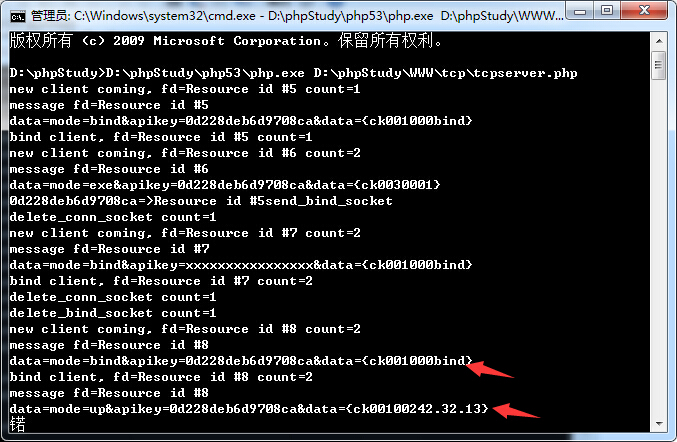 管理员: C:\Windows\system32\cmd.exe - D:\phpStudy\php53\php.exe D:\phpStudy\WWW...
版权所有 (c) 2009 Microsoft Corporation。保留所有权利。
D:\phpStudy>D:\phpStudy\php53\php.exe D:\phpStudy\WWW\tcp\tcpserver.php
new client coming, fd=Resource id #5 count=1
message fd=Resource id #5
data=mode=bind&apikey=0d228deb6d9708ca&data={ck001000bind}
bind client, fd=Resource id #5 count=1
new client coming, fd=Resource id #6 count=2
message fd=Resource id #6
data=mode=exe&apikey=0d228deb6d9708ca&data={ck0030001}
0d228deb6d9708ca=>Resource id #5send_bind_socket
delete_conn_socket count=1
new client coming, fd=Resource id #7 count=2
message fd=Resource id #7
data=mode=bind&apikey=xxxxxxxxxxxxxxxx&data={ck001000bind}
bind client, fd=Resource id #7 count=2
delete_conn_socket count=1
delete_bind_socket count=1
new client coming, fd=Resource id #8 count=2
message fd=Resource id #8
data=mode=bind&apikey=0d228deb6d9708ca&data={ck001000bind}
bind client, fd=Resource id #8 count=2
message fd=Resource id #8
data=mode=up&apikey=0d228deb6d9708ca&data={ck00100242.32.13}
锘